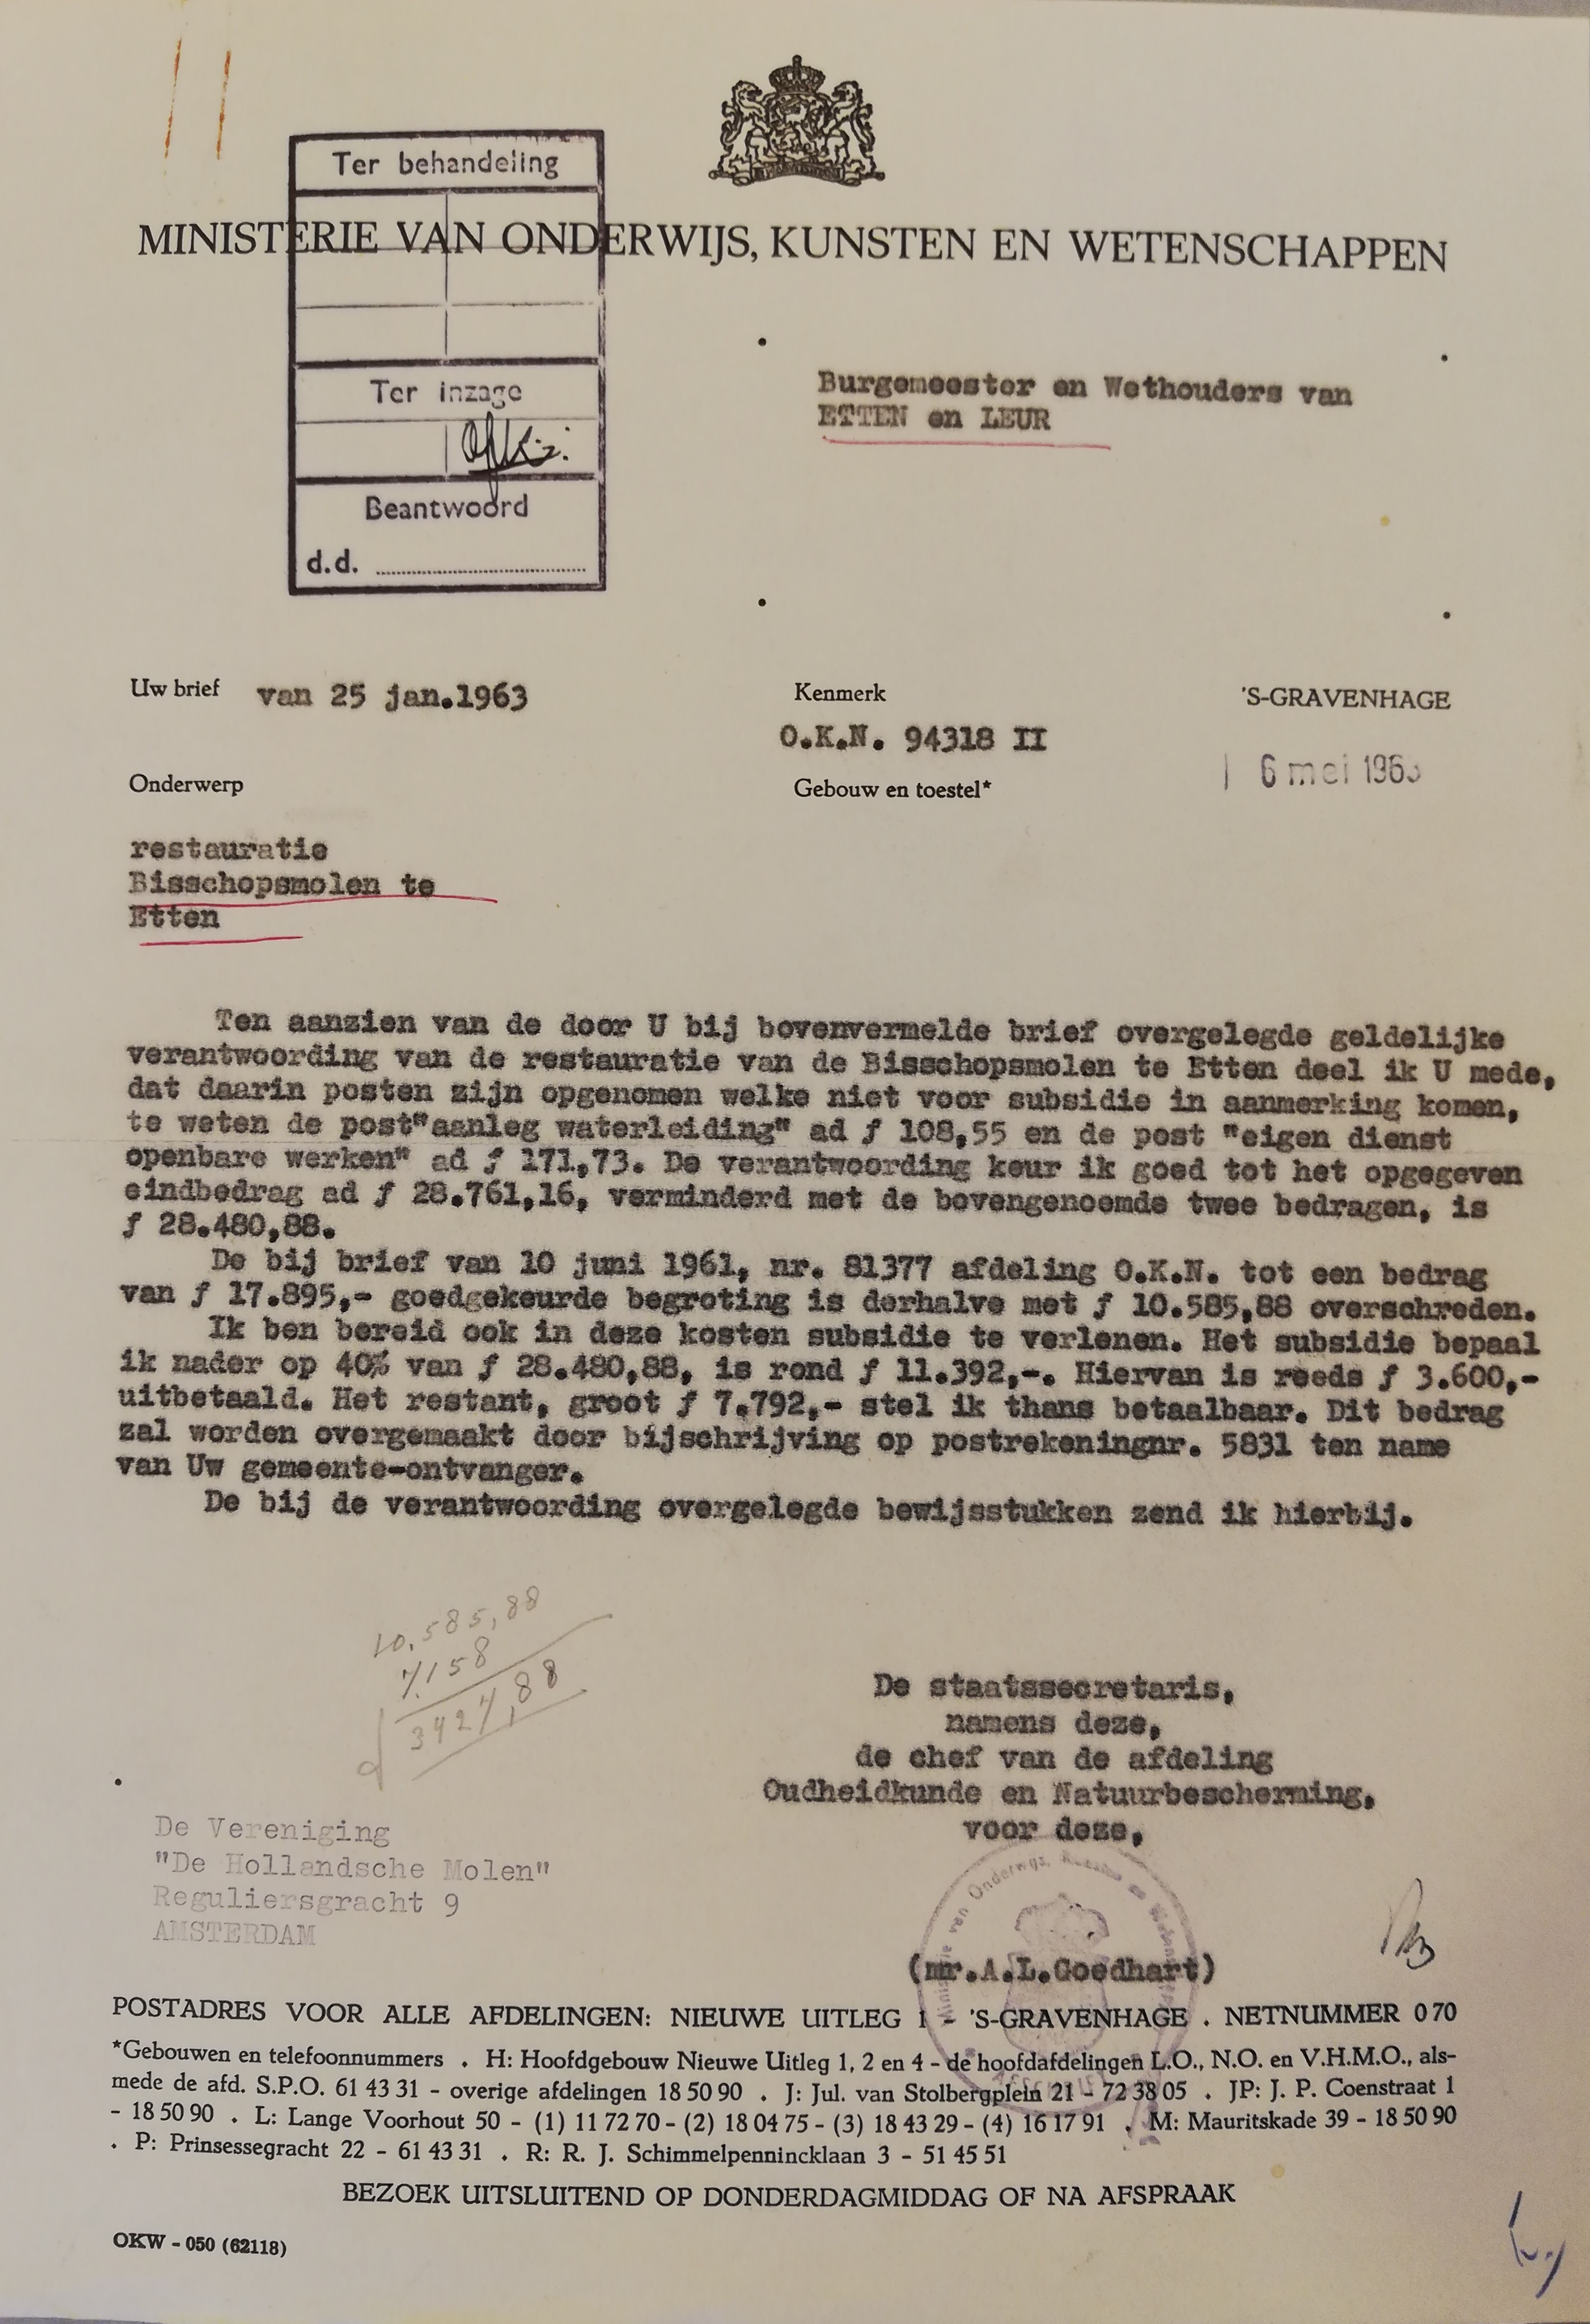 Ter behandeling
MINISTERIE VAN ONDERWIJS, KUNSTEN EN WETENSCHAPPEN
Burgemeester en Wethouders van
ETTEN en LEUR
Ter inzage
Beantwoord
d.d.
Uw brief van 25 jan.1963
Kenmerk
'S-GRAVENHAGE
O.K.N. 94318 II
6 mei 1963
Onderwerp
Gebouw en toestel*
restauratie
Bisschopsmolen te
Etten
Ten aanzien van de door U bij bovenvermelde brief overgelegde geldelijke
verantwoording van de restauratie van de Bisschopsmolen te Etten deel ik U mede,
dat daarin posten zijn opgenomen welke niet voor subsidie in aanmerking komen,
te weten de post"aanleg waterleiding" ad ƒ 108,55 en de post "eigen dienst
openbare werken" ad ƒ 171,73. De verantwoording keur ik goed tot het opgegeven
eindbedrag ad ƒ 28.761,16, verminderd met de bovengenoemde twee bedragen, is
ƒ 28.480,88.
De bij brief van 10 juni 1961, nr. 81377 afdeling O.K.N. tot een bedrag
van ƒ 17.895,- goedgekeurde begroting is derhalve met ƒ 10.585,88 overschreden.
Ik ben bereid ook in deze kosten subsidie te verlenen. Het subsidie bepaal
ik nader op 40% van ƒ 28.480,88, is rond ƒ 11.392,-. Hiervan is reeds ƒ 3.600,-
uitbetaald. Het restant, groot ƒ 7.792,- stel ik thans betaalbaar. Dit bedrag
zal worden overgemaakt door bijschrijving op postrekeningnr. 5831 ten name
van Uw gemeente-ontvanger.
De bij de verantwoording overgelegde bewijsstukken zend ik hierbij.
10.585,88
7.158
3427,88
De staatssecretaris,
namens deze,
de chef van de afdeling
Oudheidkunde en Natuurbescherming,
voor deze,
De Vereniging
"De Hollandsche Molen"
Reguliersgracht 9
AMSTERDAM
(mr.A.L.Goedhart)
POSTADRES VOOR ALLE AFDELINGEN: NIEUWE UITLEG 1 - 'S-GRAVENHAGE . NETNUMMER 070
*Gebouwen en telefoonnummers . H: Hoofdgebouw Nieuwe Uitleg 1, 2 en 4 - de hoofdafdelingen L.O., N.O. en V.H.M.O., als-
mede de afd. S.P.O. 61 43 31 - overige afdelingen 18 50 90 . J: Jul. van Stolbergplein 21 - 72 38 05 . JP: J. P. Coenstraat 1
- 18 50 90 . L: Lange Voorhout 50 - (1) 11 72 70 - (2) 18 04 75 - (3) 18 43 29 - (4) 16 17 91 . M: Mauritskade 39 - 18 50 90
. P: Prinsessegracht 22 - 61 43 31 . R: R. J. Schimmelpennincklaan 3 - 51 45 51
BEZOEK UITSLUITEND OP DONDERDAGMIDDAG OF NA AFSPRAAK
OKW - 050 (62118)